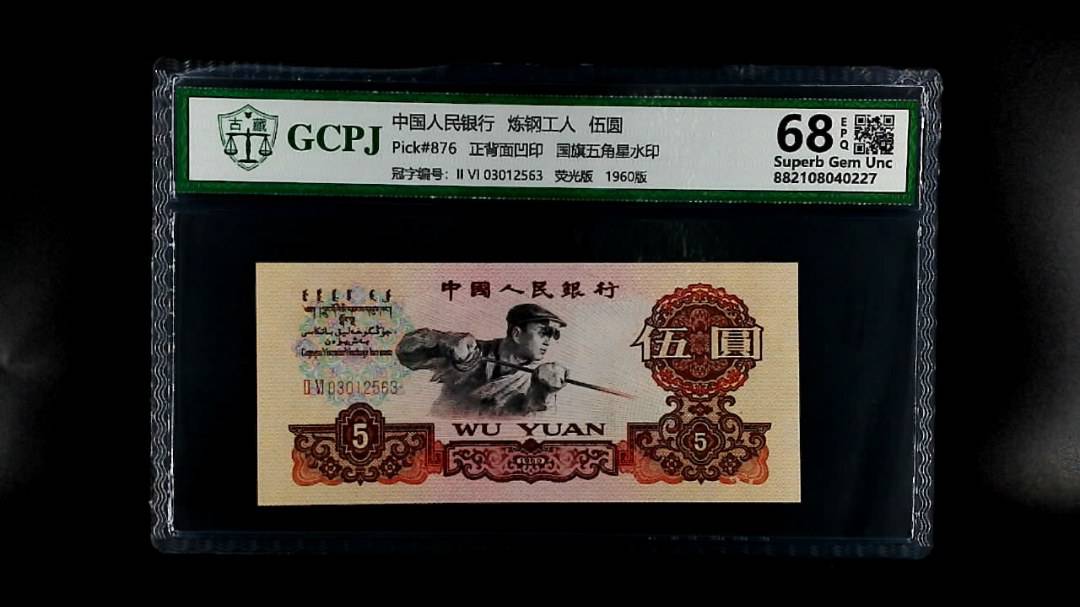 古藏
GCPJ
中国人民银行 炼钢工人 伍圆
Pick#876 正背面凹印 国旗五角星水印
冠字编号: II VI 03012563 荧光版 1960版
68 EPQ
Superb Gem Unc
882108040227
中國人民銀行
伍圓
II VI 03012563
5
WU YUAN
5
1960